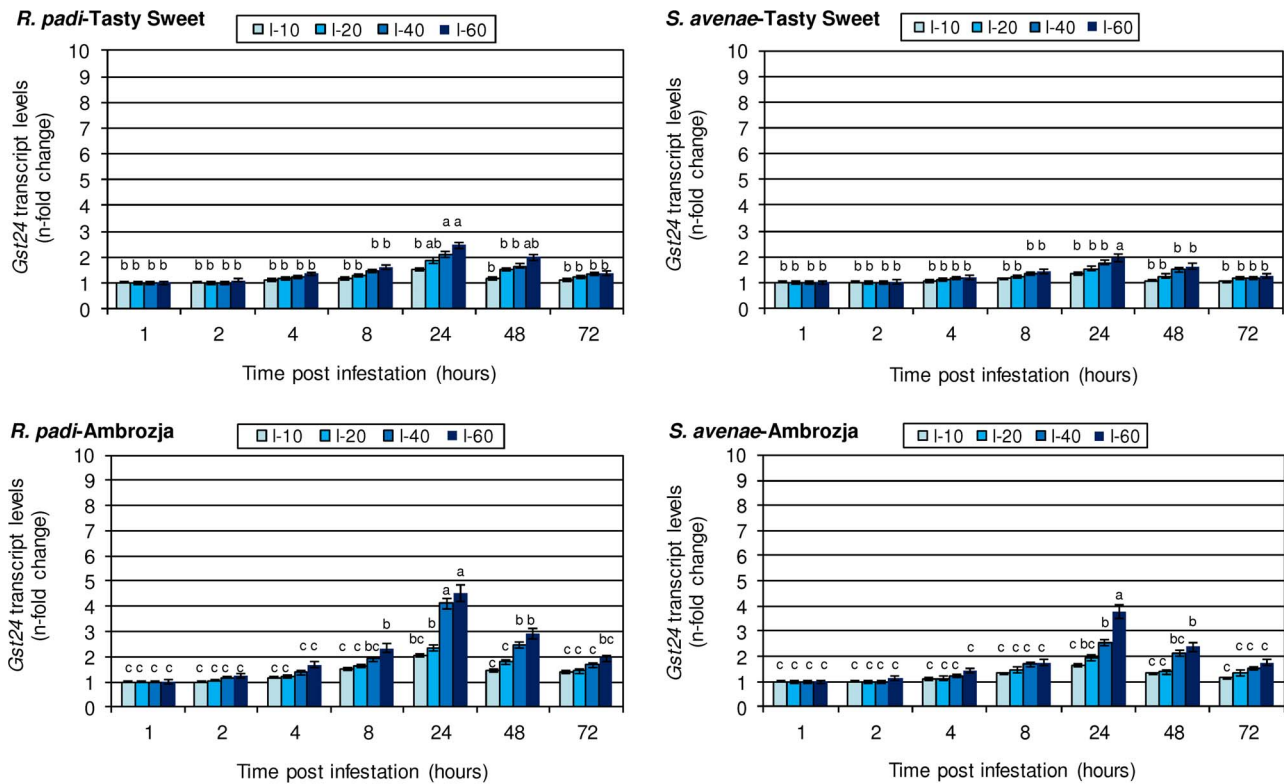 R. padi-Tasty Sweet
I-10 I-20 I-40 I-60
Gst24 transcript levels
(n-fold change)
10
9
8
7
6
5
4
3
2
1
0
b b b b b b b b b b b b b b b b b ab a a b b b ab b b b b
1 2 4 8 24 48 72
Time post infestation (hours)
S. avenae-Tasty Sweet
I-10 I-20 I-40 I-60
Gst24 transcript levels
(n-fold change)
10
9
8
7
6
5
4
3
2
1
0
b b b b b b b b b b b b b b b b b b b a b b b b b b b b
1 2 4 8 24 48 72
Time post infestation (hours)
R. padi-Ambrozja
I-10 I-20 I-40 I-60
Gst24 transcript levels
(n-fold change)
10
9
8
7
6
5
4
3
2
1
0
c c c c c c c c c c c c c c bc b bc b a a c c b b c c c bc
1 2 4 8 24 48 72
Time post infestation (hours)
S. avenae-Ambrozja
I-10 I-20 I-40 I-60
Gst24 transcript levels
(n-fold change)
10
9
8
7
6
5
4
3
2
1
0
c c c c c c c c c c c c c c c c c bc b a c c bc b c c c c
1 2 4 8 24 48 72
Time post infestation (hours)